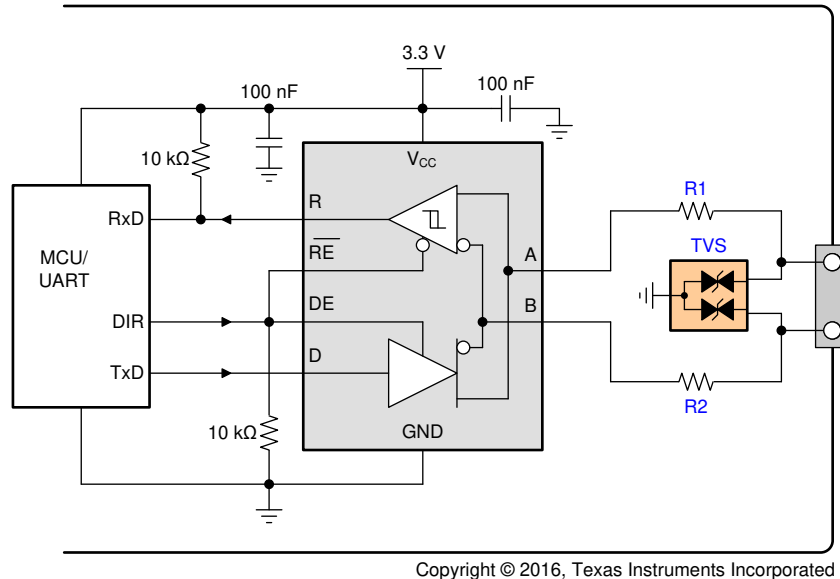 3.3 V
100 nF
100 nF
10 kΩ
VCC
R1
R
RxD
TVS
RE
A
MCU/
UART
B
DE
DIR
D
TxD
R2
10 kΩ
GND
Copyright © 2016, Texas Instruments Incorporated